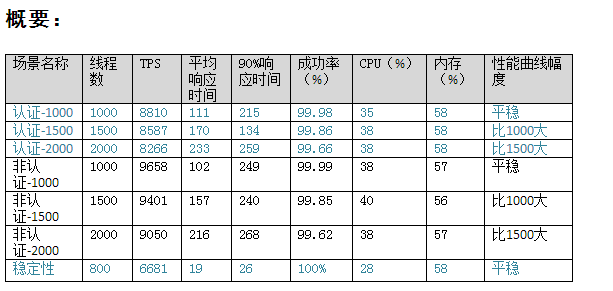 概要：
场景名称 线程数 TPS 平均响应时间 90%响应时间 成功率（%） CPU（%） 内存（%） 性能曲线幅度
认证-1000 1000 8810 111 215 99.98 35 58 平稳
认证-1500 1500 8587 170 134 99.86 38 58 比1000大
认证-2000 2000 8266 233 259 99.66 38 58 比1500大
非认证-1000 1000 9658 102 249 99.99 38 57 平稳
非认证-1500 1500 9401 157 240 99.85 40 56 比1000大
非认证-2000 2000 9050 216 268 99.62 38 57 比1500大
稳定性 800 6681 19 26 100% 28 58 平稳